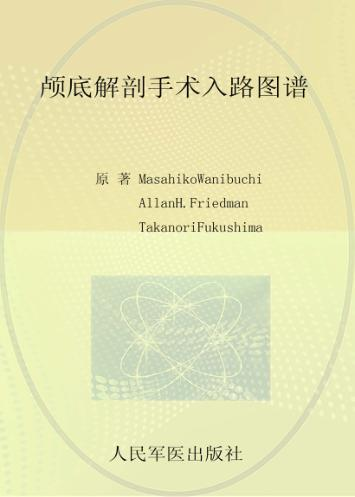 颅底解剖手术入路图谱
原 著 MasahikoWanibuchi
AllanH.Friedman
TakanoriFukushima
人民军医出版社